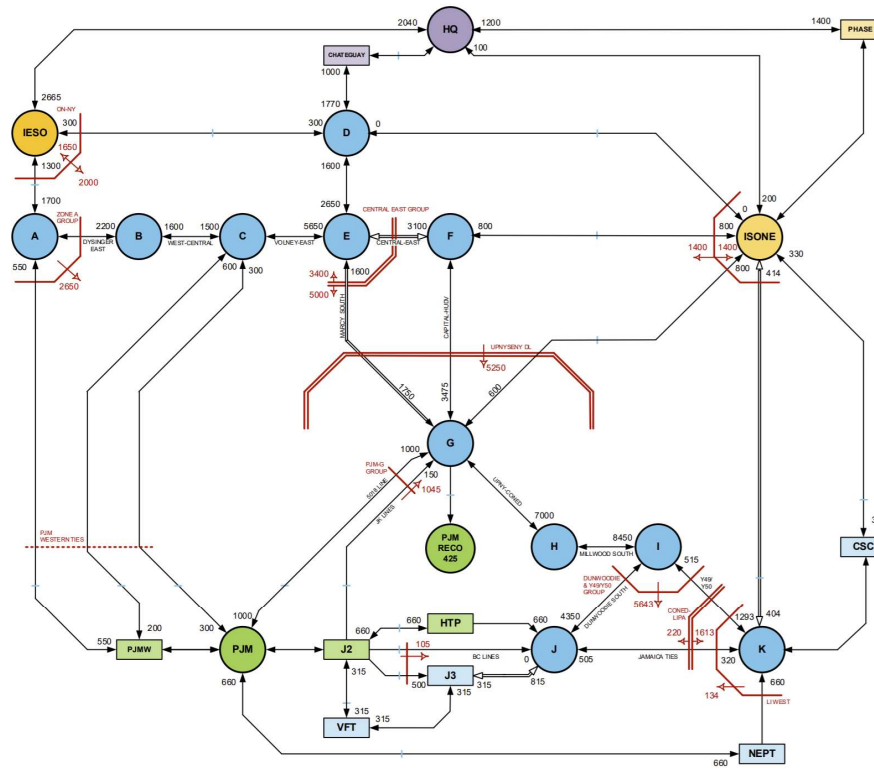 2040
HQ
1200
1400
PHASE
100
CHATEGUAY
1000
2665
ON-NY
1770
IESO
300
300
D
0
1650
1300
2000
1600
1700
ZONE A
GROUP
2650
CENTRAL EAST GROUP
200
0
A
2200
B
1600
1500
C
5650
E
3100
F
800
800
ISONE
DYSINGER
EAST
WEST-CENTRAL
VOLNEY-EAST
CENTRAL-EAST
1400
1400
550
2650
600
300
3400
5000
1600
800
414
330
MARCY SOUTH
CAPITAL-HUDV
UPNYSENY DL
5250
1750
3475
600
G
1000
PJM-G
GROUP
150
1045
5018 LINE
JK LINES
UPNY-CONED
7000
8450
PJM
WESTERN TIES
PJM
RECO
425
H
MILLWOOD SOUTH
I
515
3
CSC
DUNWOODIE
& Y49/Y50
GROUP
Y49/
Y50
DUNWOODIE SOUTH
5643
CONED-
LIPA
1000
HTP
660
4350
660
660
220
1613
1293
404
550
200
PJMW
300
PJM
J2
105
BC LINES
0
J
505
JAMAICA TIES
320
K
660
315
500
J3
315
315
815
134
LI WEST
660
VFT
315
315
660
NEPT